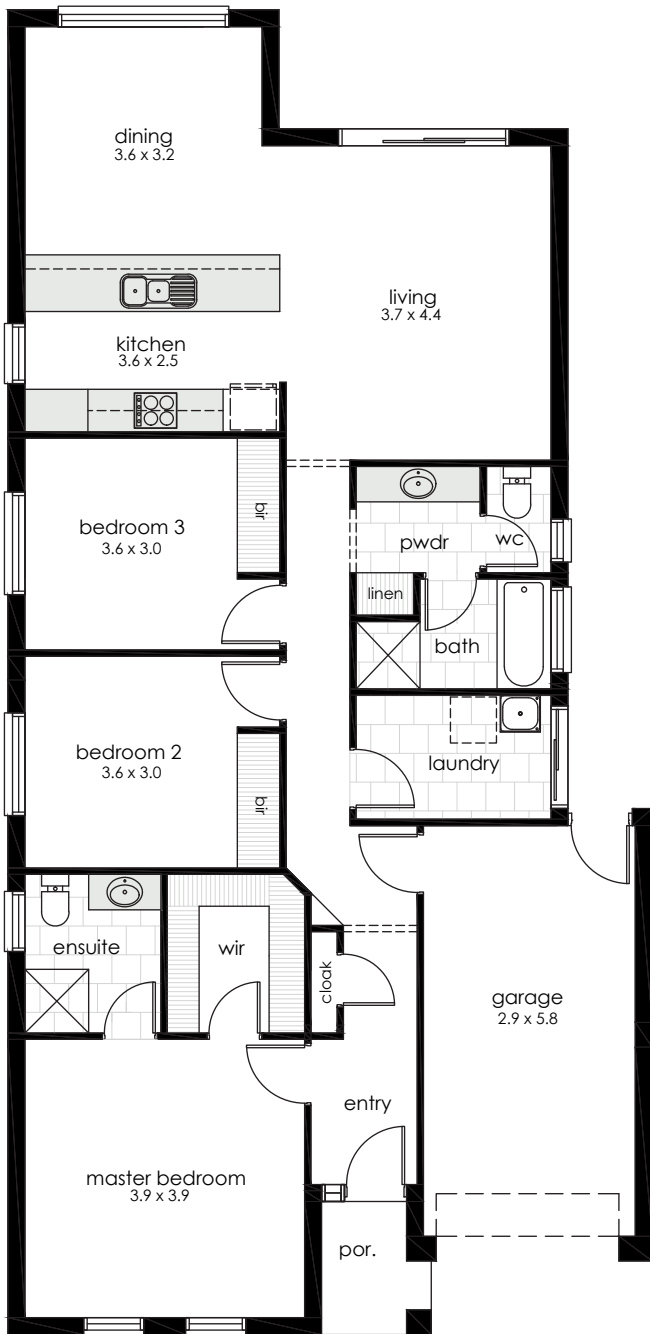 dining
3.6 x 3.2
living
3.7 x 4.4
kitchen
3.6 x 2.5
bedroom 3
3.6 x 3.0
bir
pwdr
wc
linen
bath
bedroom 2
3.6 x 3.0
bir
laundry
ensuite
wir
cloak
garage
2.9 x 5.8
entry
master bedroom
3.9 x 3.9
por.